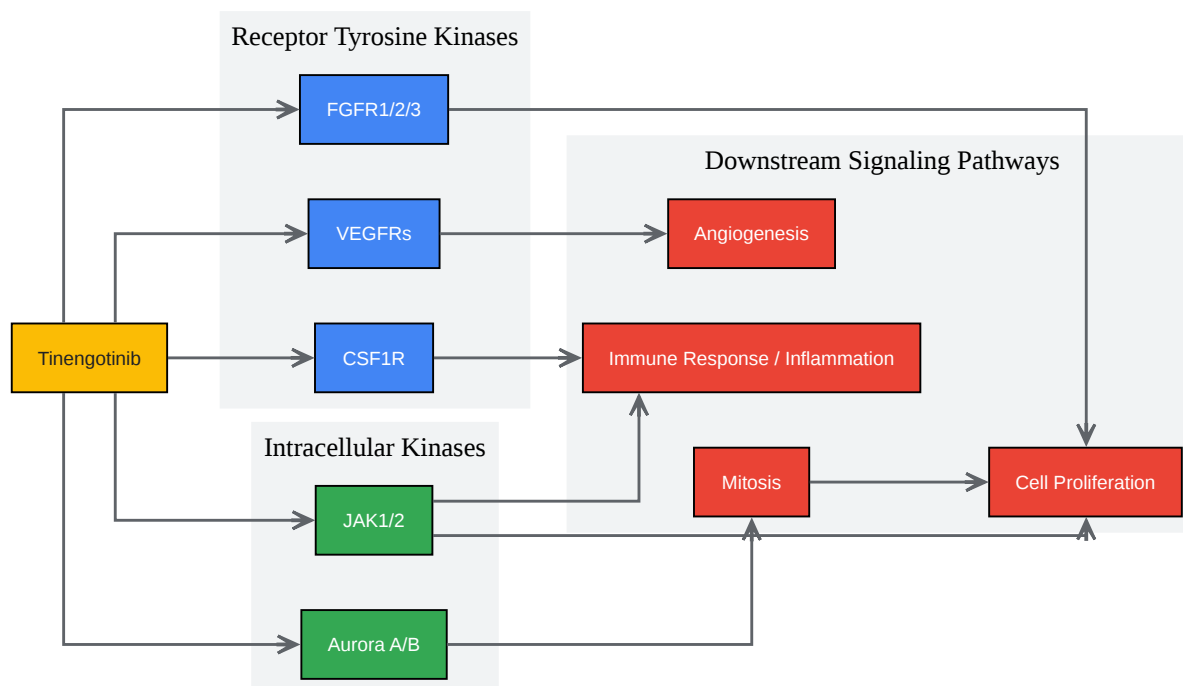 Receptor Tyrosine Kinases
FGFR1/2/3
Downstream Signaling Pathways
VEGFRs
Angiogenesis
Tinengotinib
CSF1R
Immune Response / Inflammation
Intracellular Kinases
Mitosis
Cell Proliferation
JAK1/2
Aurora A/B